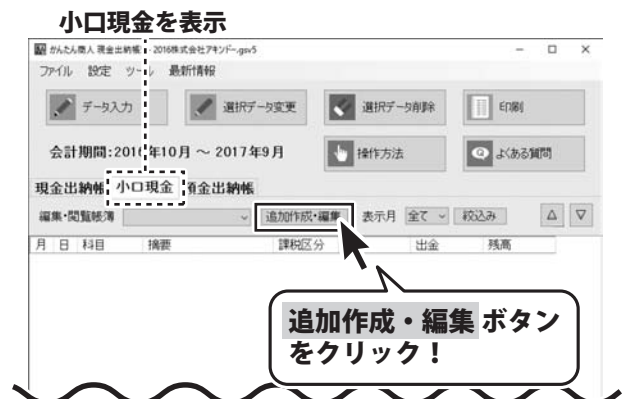 小口現金を表示
かんたん商人 現金出納帳 - 2016株式会社アキンドー.gsv5
ファイル 設定 ツール 最新情報
データ入力 選択データ変更 選択データ削除 印刷
会計期間:2016年10月 ～ 2017年9月 操作方法 よくある質問
現金出納帳 小口現金 預金出納帳
編集・閲覧帳簿 追加作成・編集 表示月 全て 絞込み △ ▽
月 日 科目 摘要 課税区分 出金 残高
追加作成・編集 ボタン
をクリック！